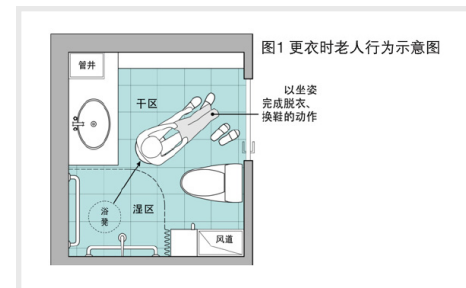 图1 更衣时老人行为示意图
管井
干区
以坐姿
完成脱衣、
换鞋的动作
浴
凳
湿区
风道